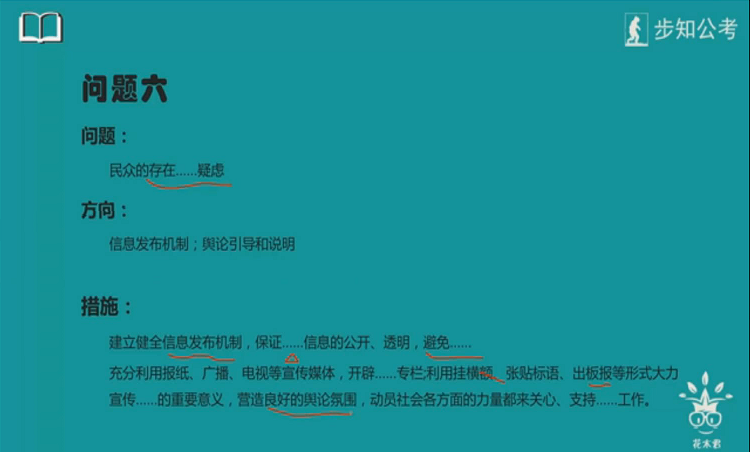 步知公考
问题六
问题：
民众的存在……疑虑
方向：
信息发布机制；舆论引导和说明
措施：
建立健全信息发布机制，保证……信息的公开、透明，避免……
充分利用报纸、广播、电视等宣传媒体，开辟……专栏;利用挂横幅、张贴标语、出板报等形式大力
宣传……的重要意义，营造良好的舆论氛围，动员社会各方面的力量都来关心、支持……工作。
花木君